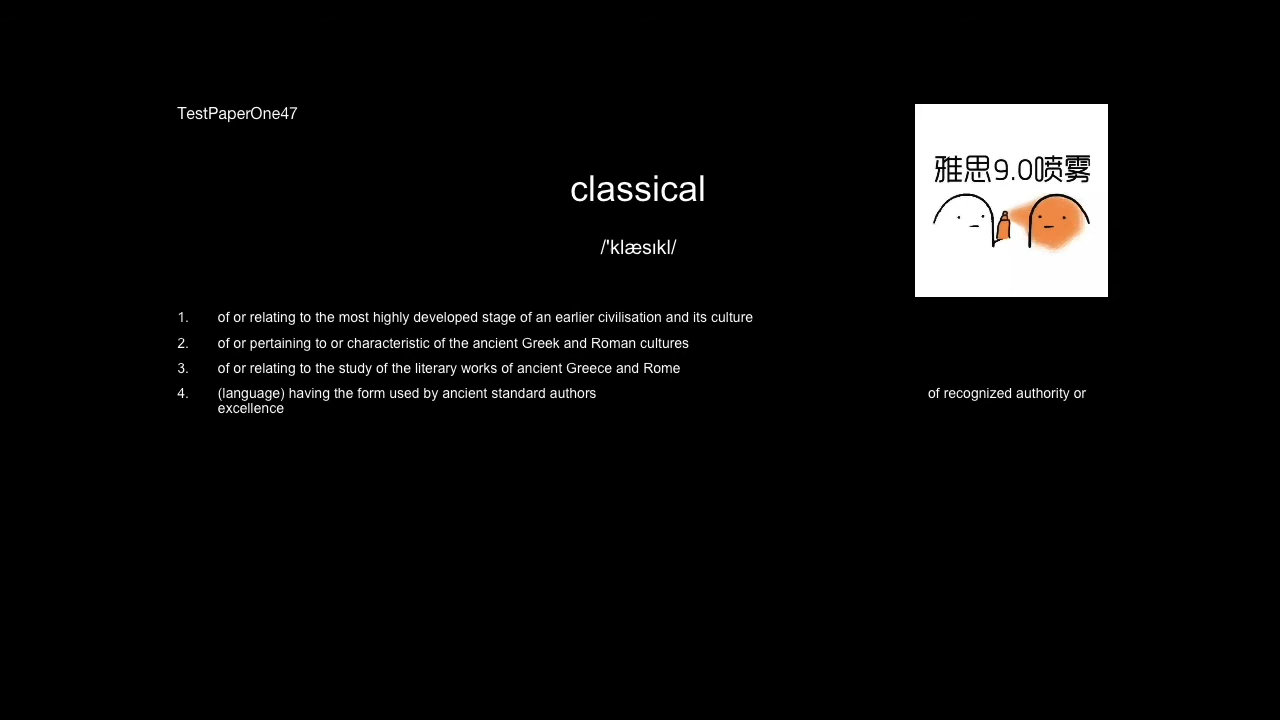 TestPaperOne47
雅思9.0喷雾
classical
/'klæsıkl/
1. of or relating to the most highly developed stage of an earlier civilisation and its culture
2. of or pertaining to or characteristic of the ancient Greek and Roman cultures
3. of or relating to the study of the literary works of ancient Greece and Rome
4. (language) having the form used by ancient standard authors of recognized authority or
excellence